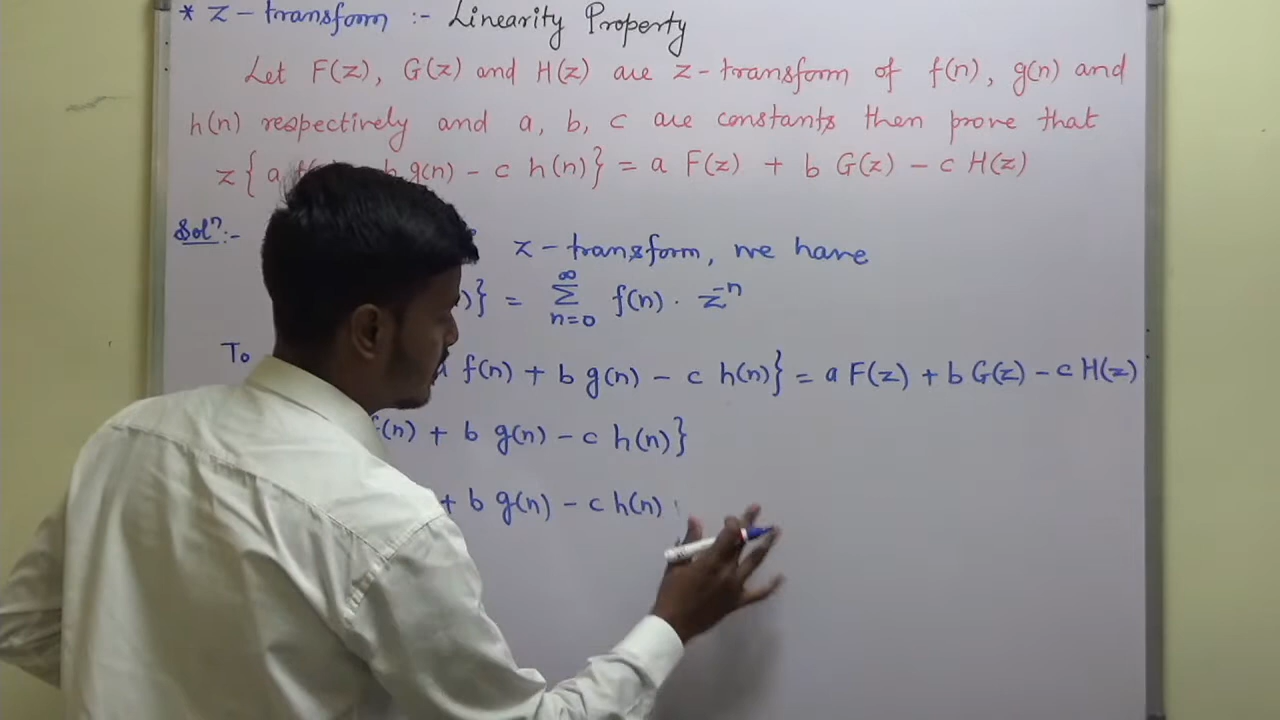 * z - transform :- Linearity Property
Let F(z), G(z) and H(z) are z-transform of f(n), g(n) and
h(n) respectively and a, b, c are constants then prove that
z{a g(n) - c h(n)} = a F(z) + b G(z) - c H(z)
Solⁿ:- z - transform, we have
)} = ∞ Σ n=0 f(n) · z⁻ⁿ
To f(n) + b g(n) - c h(n)} = a F(z) + b G(z) - c H(z)
f(n) + b g(n) - c h(n)}
+ b g(n) - c h(n)